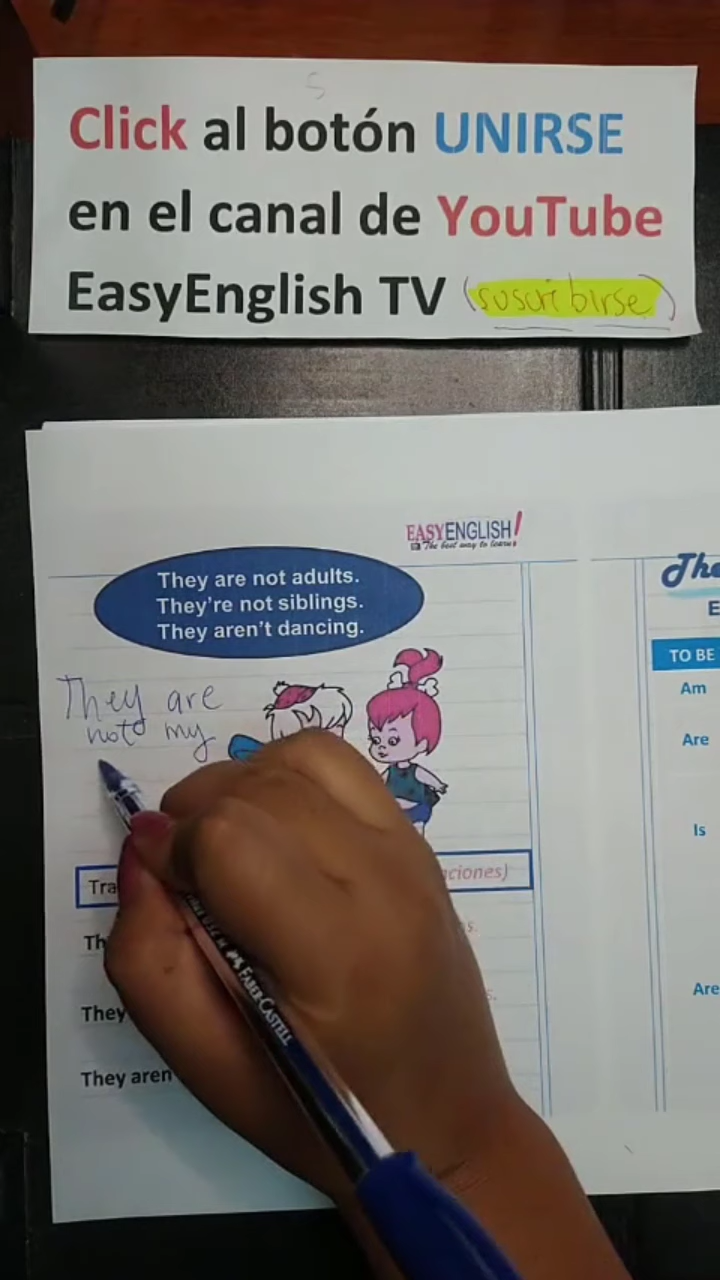 Click al botón UNIRSE
en el canal de YouTube
EasyEnglish TV (suscribirse)
EASYENGLISH!
The best way to learn
They are not adults.
They're not siblings.
They aren't dancing.
They are
not my
They
They aren
TO BE
Am
Are
Is
Are
FABER-CASTELL